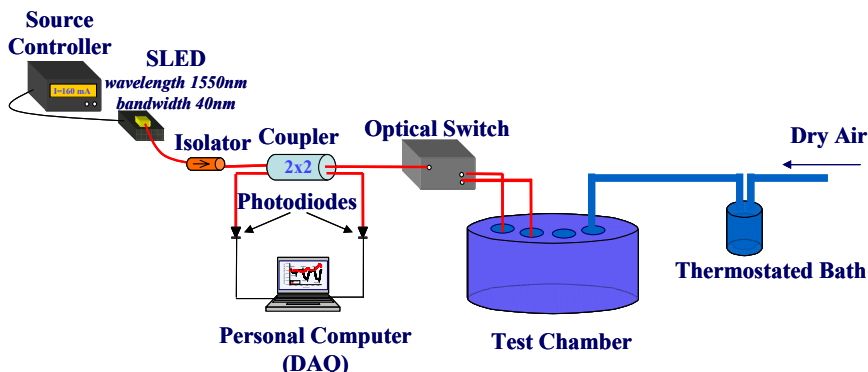 Source
Controller
I=160 mA
SLED
wavelength 1550nm
bandwidth 40nm
Isolator
Coupler
2x2
Optical Switch
Dry Air
Photodiodes
Thermostated Bath
Personal Computer
(DAQ)
Test Chamber